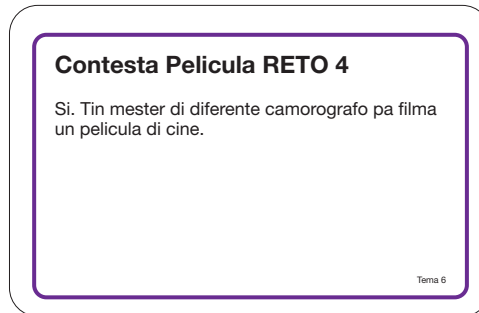 Contesta Pelicula RETO 4
Si. Tin mester di diferente camorografo pa filma
un pelicula di cine.
Tema 6